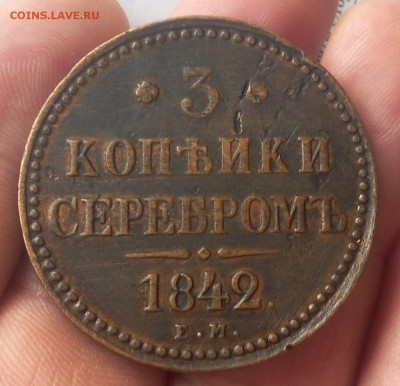 COINS.LAVE.RU
• 3 •
КОПѢЙКИ
СЕРЕБРОМЪ
1842.
Е. М.